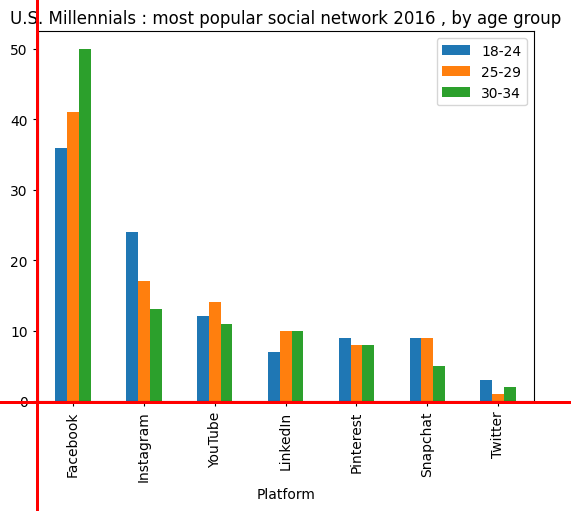 U.S. Millennials : most popular social network 2016 , by age group
18-24
25-29
30-34
50
40
30
20
10
0
Facebook
Instagram
YouTube
LinkedIn
Pinterest
Snapchat
Twitter
Platform